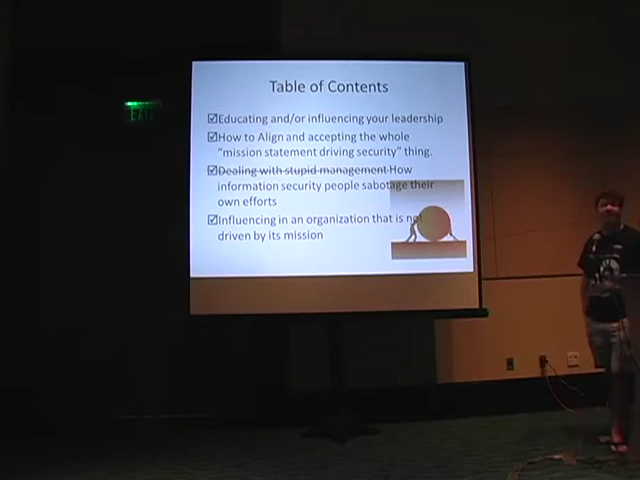 EXIT
Table of Contents
☑Educating and/or influencing your leadership
☑How to Align and accepting the whole
"mission statement driving security" thing.
☑Dealing with stupid management How
information security people sabotage their
own efforts
☑Influencing in an organization that is not
driven by its mission